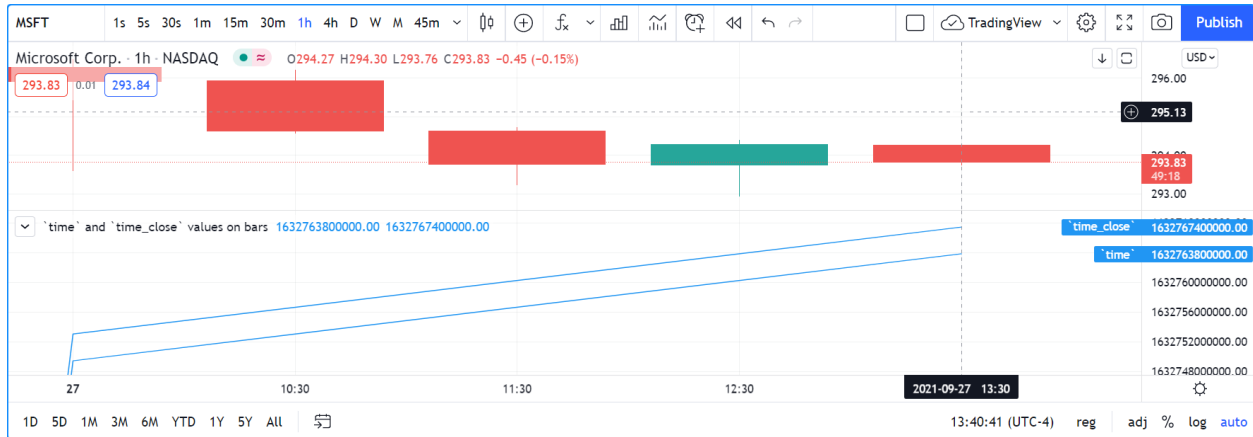 MSFT 1s 5s 30s 1m 15m 30m 1h 4h D W M 45m TradingView Publish
Microsoft Corp. · 1h · NASDAQ O294.27 H294.30 L293.76 C293.83 −0.45 (−0.15%) USD
293.83 0.01 293.84
296.00
295.13
294.00
293.83
49:18
293.00
`time` and `time_close` values on bars 1632763800000.00 1632767400000.00
`time_close` 1632767400000.00
`time` 1632763800000.00
1632760000000.00
1632756000000.00
1632752000000.00
1632748000000.00
27 10:30 11:30 12:30 2021-09-27 13:30
1D 5D 1M 3M 6M YTD 1Y 5Y All 13:40:41 (UTC-4) reg adj % log auto